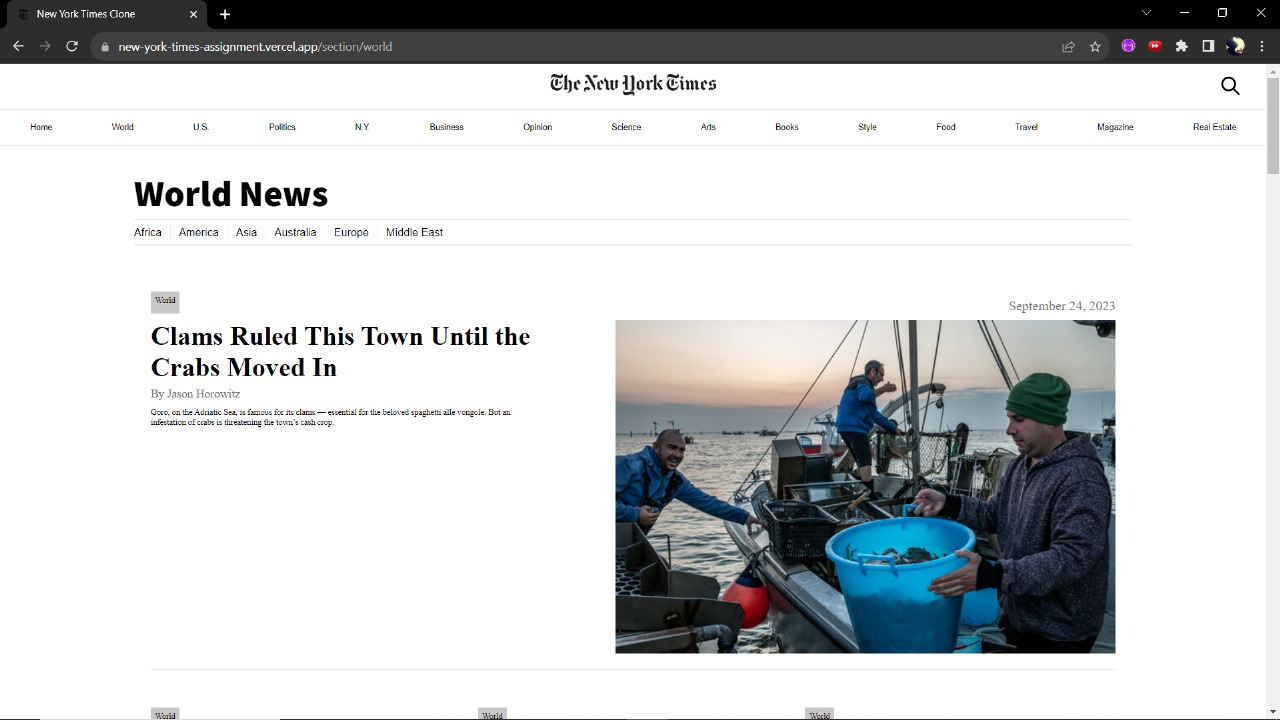 New York Times Clone
new-york-times-assignment.vercel.app/section/world
The New York Times
Home World U.S. Politics N.Y. Business Opinion Science Arts Books Style Food Travel Magazine Real Estate
World News
Africa America Asia Australia Europe Middle East
World
September 24, 2023
Clams Ruled This Town Until the
Crabs Moved In
By Jason Horowitz
Goro, on the Adriatic Sea, is famous for its clams — essential for the beloved spaghetti alle vongole. But an
infestation of crabs is threatening the town's cash crop.
World World World